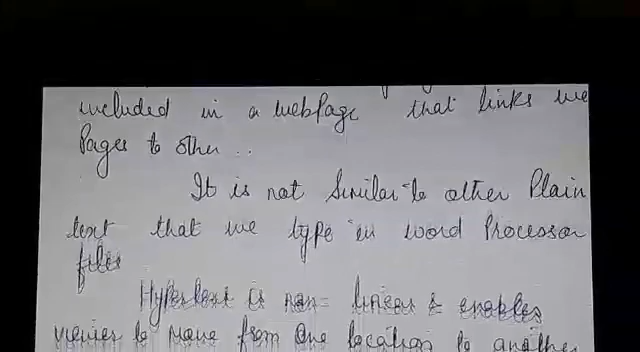 included in a webpage that links we
Pages to other ..
It is not Similar to other Plain
text that we type in word Processor
files
Hypertext is non- linear & enables
viewer to move from one location to another